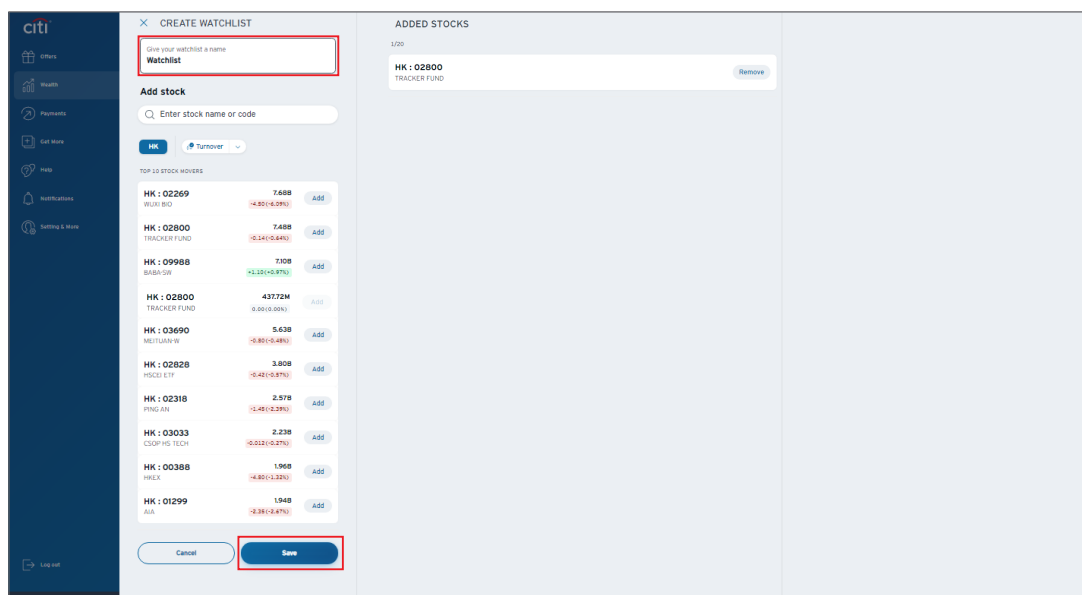 citi
Offers
Wealth
Payments
Get More
Help
Notifications
Setting & More
Log out
CREATE WATCHLIST
Give your watchlist a name
Watchlist
Add stock
Enter stock name or code
HK
Turnover
TOP 10 STOCK MOVERS
HK : 02269 7.68B Add
WUXI BIO -4.80 (-6.09%)
HK : 02800 7.48B Add
TRACKER FUND -0.14 (-0.64%)
HK : 09988 7.10B Add
BABA-SW +1.10 (+0.97%)
HK : 02800 437.72M Add
TRACKER FUND 0.00 (0.00%)
HK : 03690 5.63B Add
MEITUAN-W -0.80 (-0.48%)
HK : 02828 3.80B Add
HSCEI ETF -0.42 (-0.57%)
HK : 02318 2.57B Add
PING AN -1.45 (-2.39%)
HK : 03033 2.23B Add
CSOP HS TECH -0.012 (-0.27%)
HK : 00388 1.96B Add
HKEX -4.80 (-1.32%)
HK : 01299 1.94B Add
AIA -2.35 (-2.67%)
Cancel Save
ADDED STOCKS
1/20
HK : 02800
TRACKER FUND
Remove